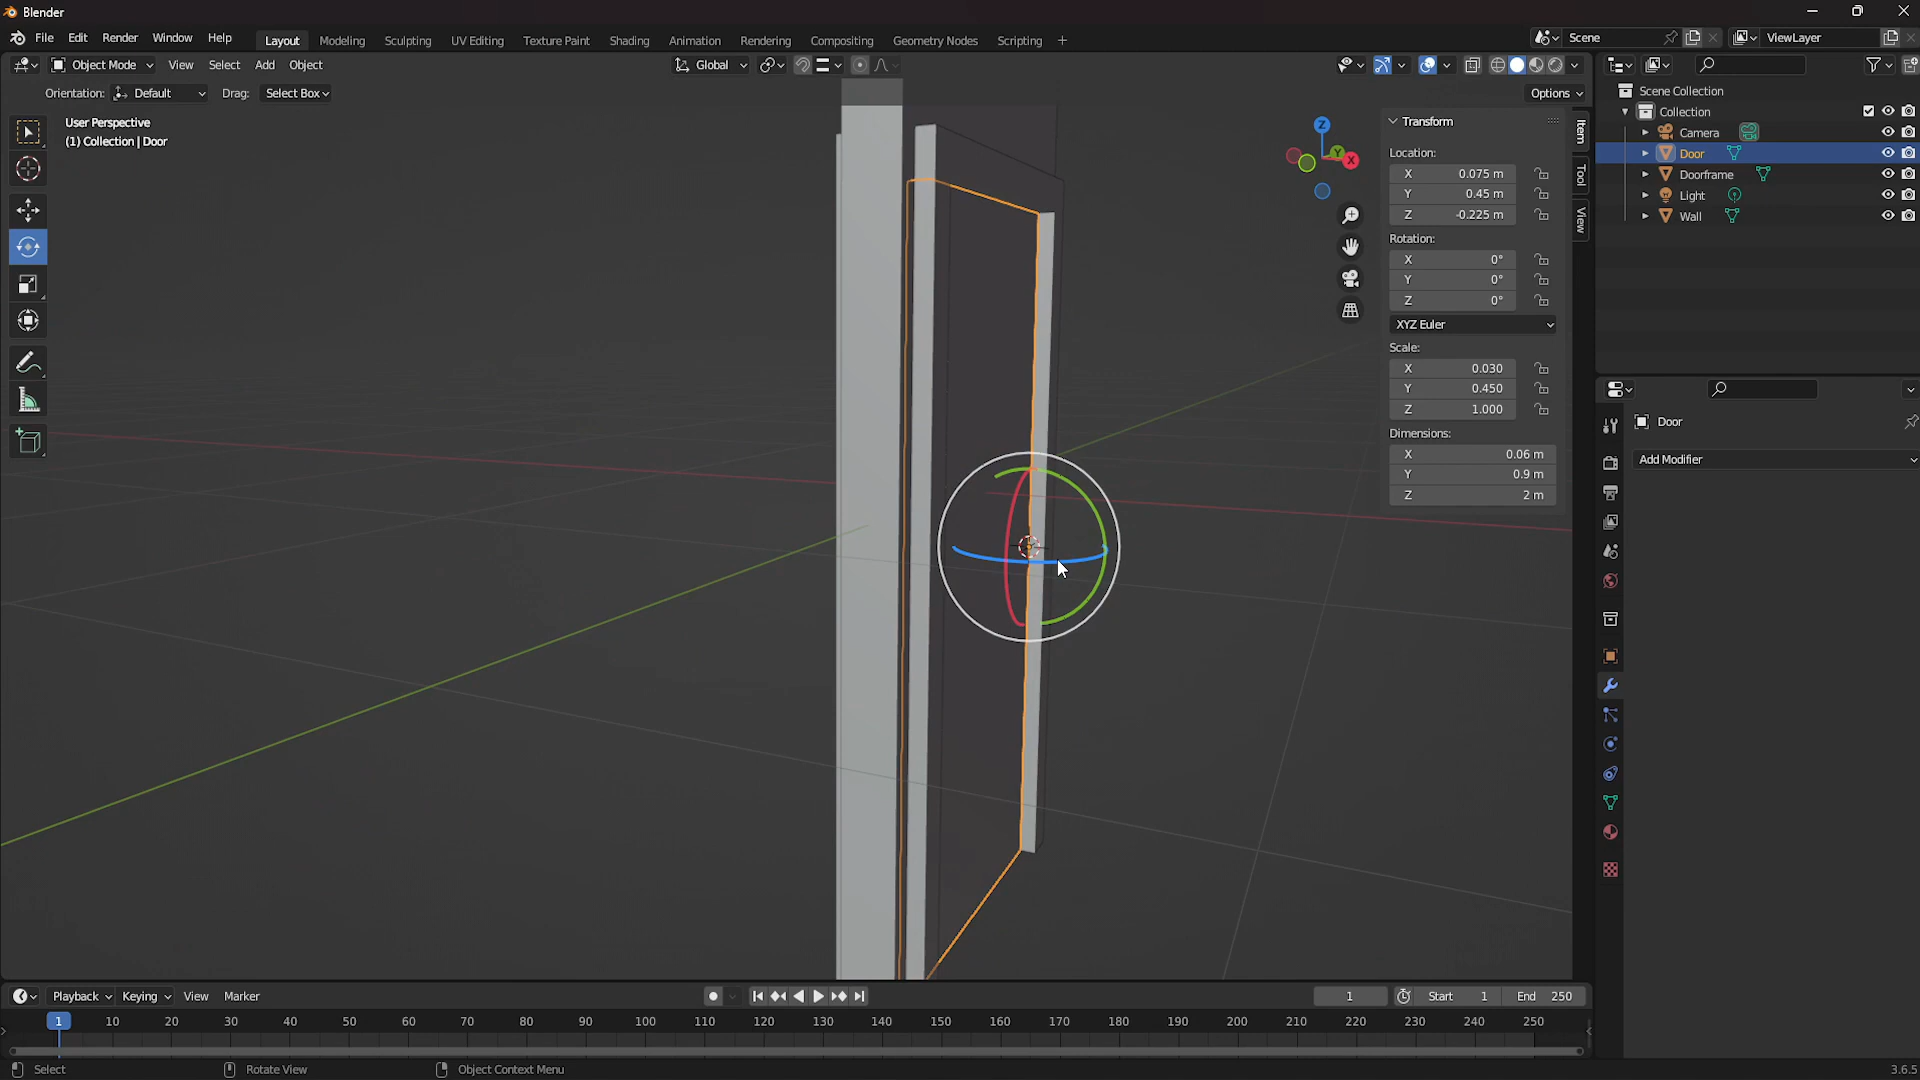 Blender
File Edit Render Window Help
Layout Modeling Sculpting UV Editing Texture Paint Shading Animation Rendering Compositing Geometry Nodes Scripting +
Scene
ViewLayer
Object Mode View Select Add Object
Global
Orientation: Default Drag: Select Box
Options
User Perspective
(1) Collection | Door
Z
Y
X
Item
Tool
View
Transform
Location:
X 0.075 m
Y 0.45 m
Z -0.225 m
Rotation:
X 0°
Y 0°
Z 0°
XYZ Euler
Scale:
X 0.030
Y 0.450
Z 1.000
Dimensions:
X 0.06 m
Y 0.9 m
Z 2 m
Scene Collection
Collection
Camera
Door
Doorframe
Light
Wall
Door
Add Modifier
Playback Keying View Marker
1
Start 1 End 250
1 10 20 30 40 50 60 70 80 90 100 110 120 130 140 150 160 170 180 190 200 210 220 230 240 250
Select Rotate View Object Context Menu
3.6.5